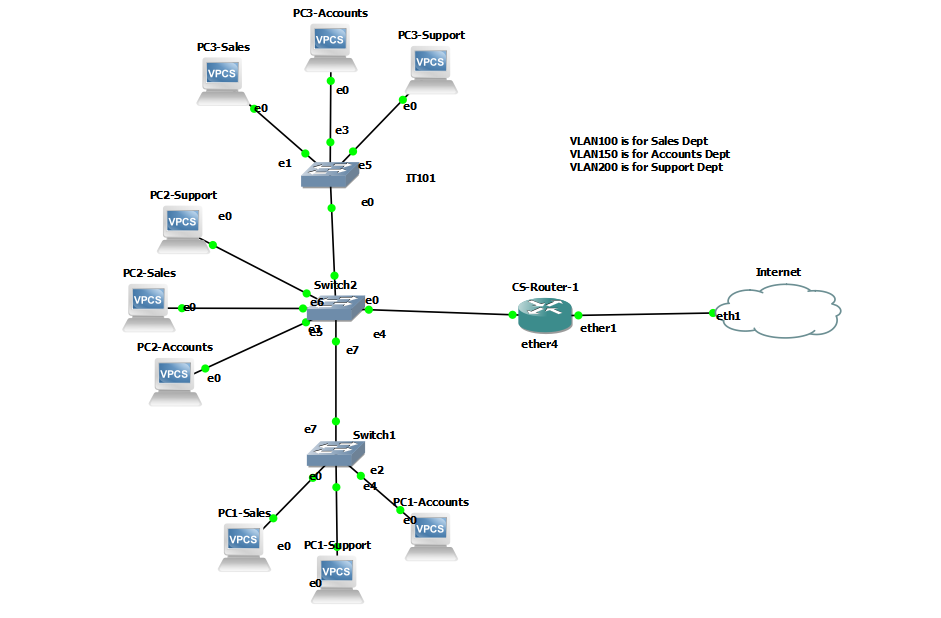 PC3-Accounts
VPCS
PC3-Support
VPCS
PC3-Sales
VPCS
e0
e0
e0
e3
e1
e5
IT101
e0
VLAN100 is for Sales Dept
VLAN150 is for Accounts Dept
VLAN200 is for Support Dept
PC2-Support
VPCS
e0
PC2-Sales
VPCS
e0
Switch2
e6
e0
e3
e5
e4
e7
PC2-Accounts
VPCS
e0
CS-Router-1
ether4
ether1
Internet
eth1
e7
Switch1
e0
e2
e4
PC1-Sales
VPCS
e0
PC1-Support
VPCS
e0
PC1-Accounts
VPCS
e0